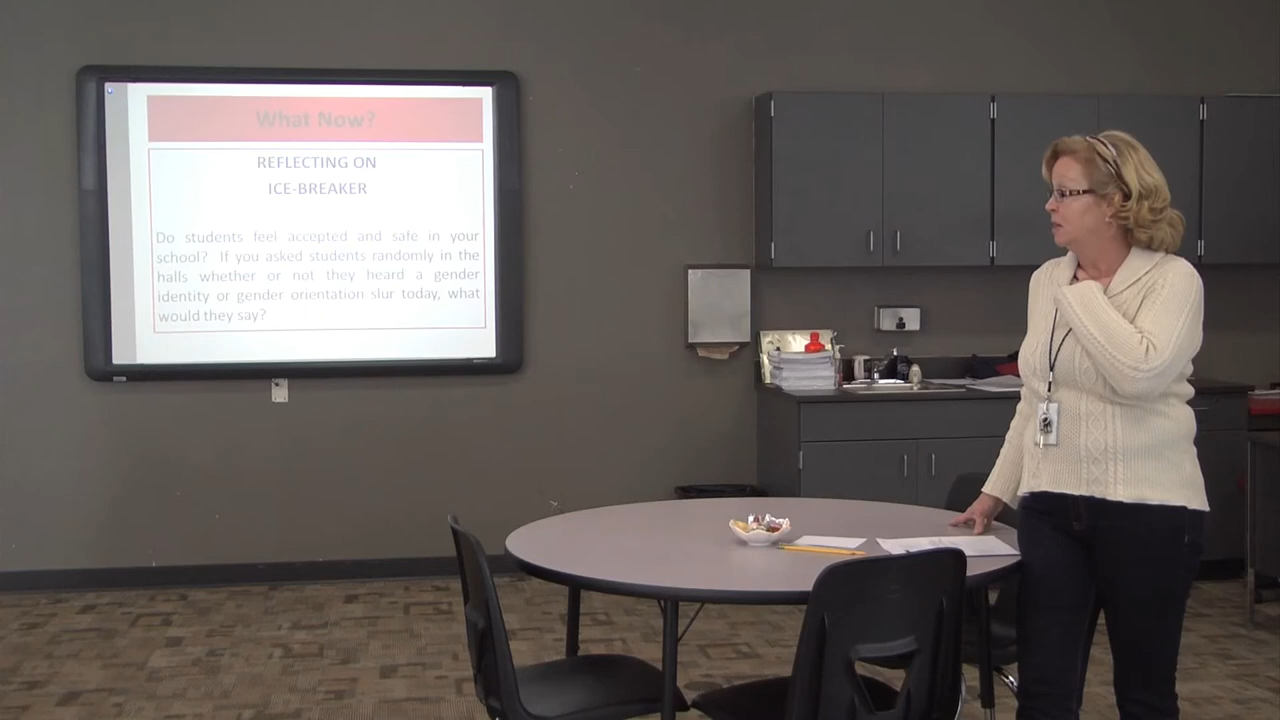 What Now?
REFLECTING ON
ICE-BREAKER
Do students feel accepted and safe in your
school? If you asked students randomly in the
halls whether or not they heard a gender
identity or gender orientation slur today, what
would they say?